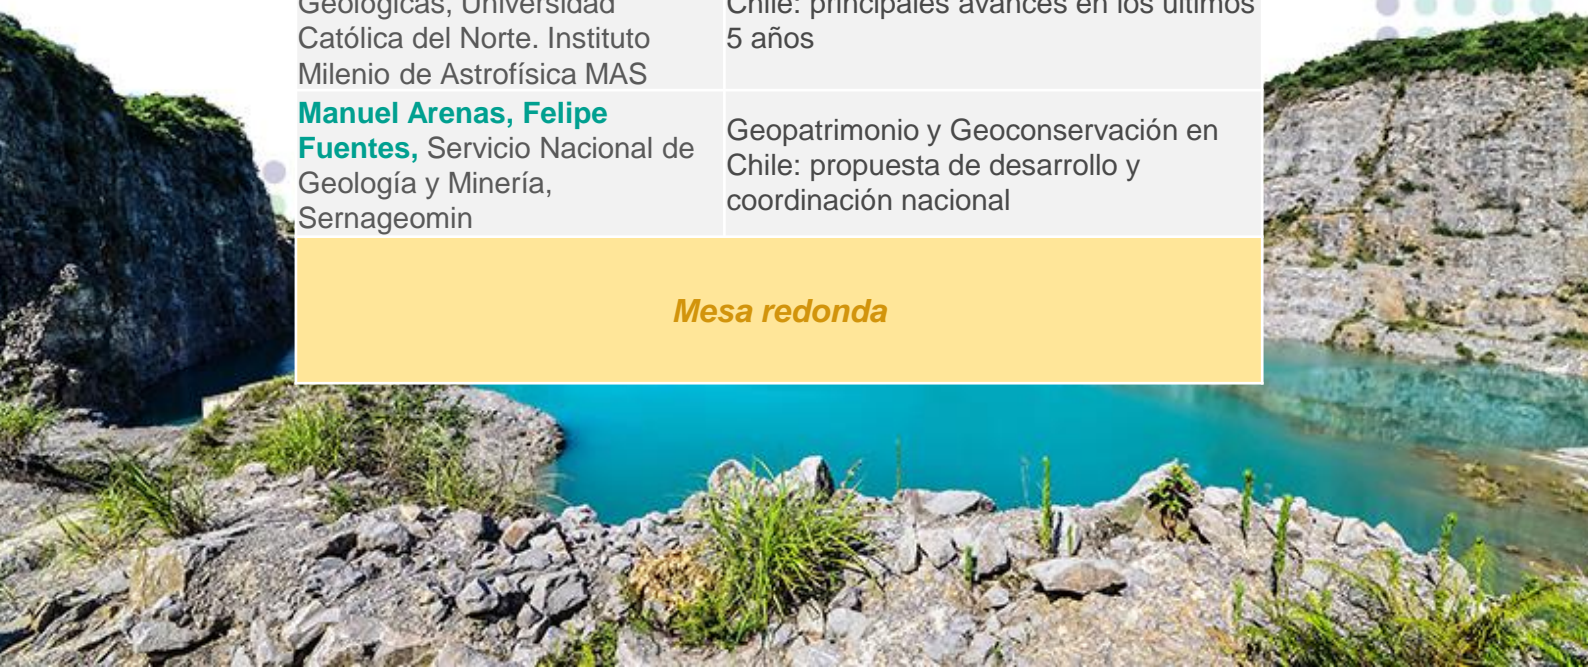 Geológicas, Universidad
Católica del Norte. Instituto
Milenio de Astrofísica MAS
Chile: principales avances en los últimos
5 años
Manuel Arenas, Felipe
Fuentes, Servicio Nacional de
Geología y Minería,
Sernageomin
Geopatrimonio y Geoconservación en
Chile: propuesta de desarrollo y
coordinación nacional
Mesa redonda